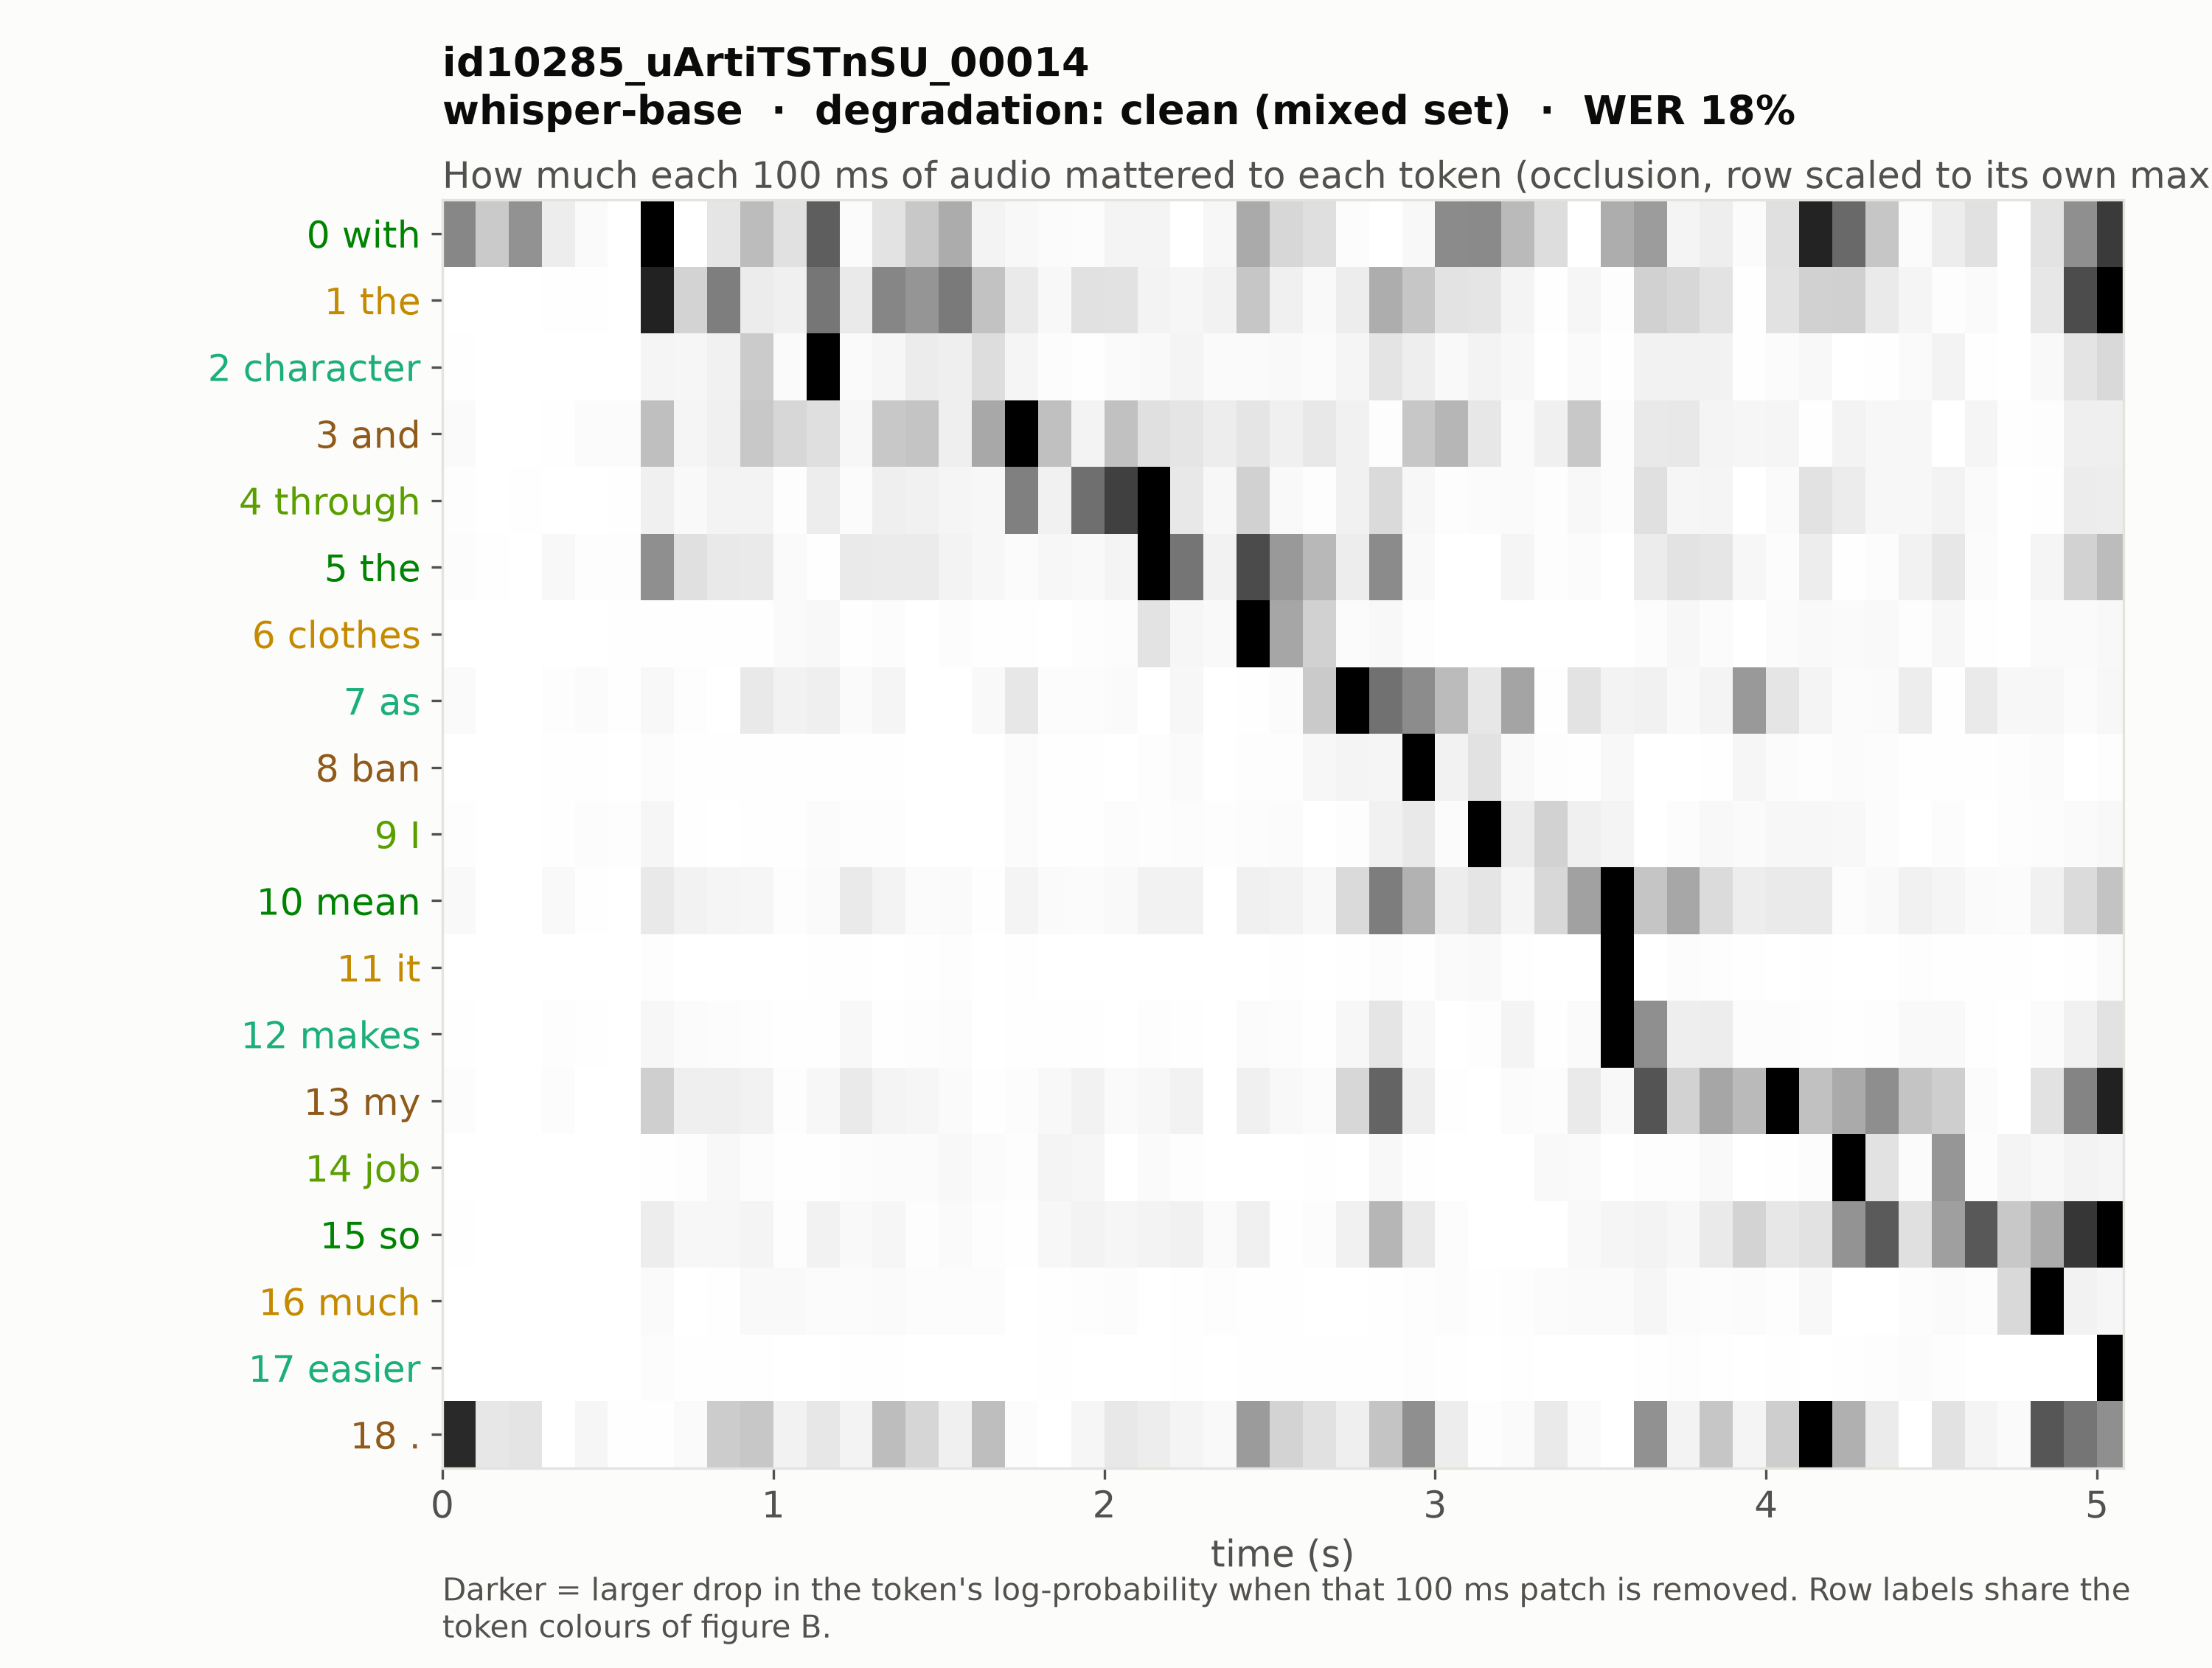 id10285_uArtiTSTnSU_00014
whisper-base · degradation: clean (mixed set) · WER 18%
How much each 100 ms of audio mattered to each token (occlusion, row scaled to its own max
0 with
1 the
2 character
3 and
4 through
5 the
6 clothes
7 as
8 ban
9 I
10 mean
11 it
12 makes
13 my
14 job
15 so
16 much
17 easier
18 .
0 1 2 3 4 5
time (s)
Darker = larger drop in the token's log-probability when that 100 ms patch is removed. Row labels share the
token colours of figure B.